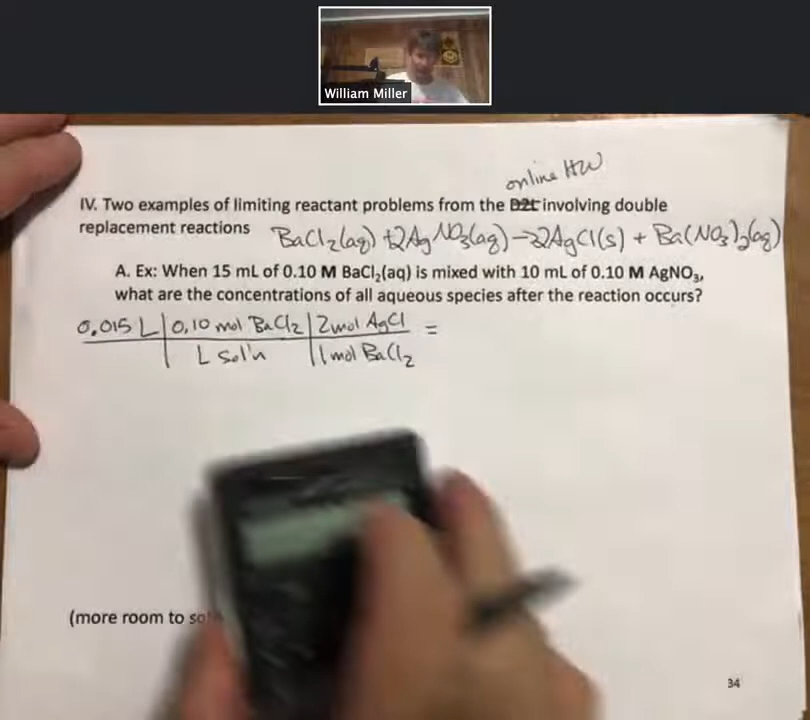 William Miller
online HW
IV. Two examples of limiting reactant problems from the D2L involving double
replacement reactions BaCl₂(aq) + 2AgNO₃(aq) → 2AgCl(s) + Ba(NO₃)₂(aq)
A. Ex: When 15 mL of 0.10 M BaCl₂(aq) is mixed with 10 mL of 0.10 M AgNO₃,
what are the concentrations of all aqueous species after the reaction occurs?
0.015 L | 0.10 mol BaCl₂ | 2 mol AgCl =
L sol'n | 1 mol BaCl₂
(more room to
34